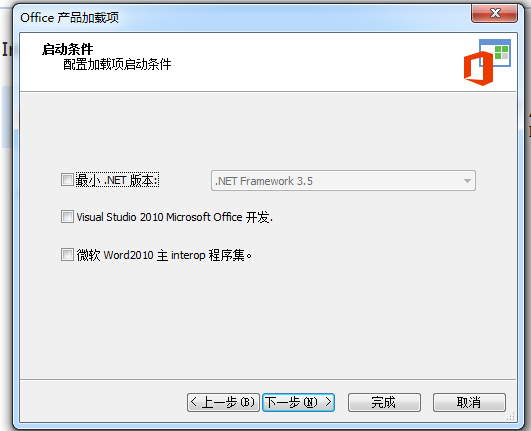 Office 产品加载项
启动条件
配置加载项启动条件
最小 .NET 版本:
.NET Framework 3.5
Visual Studio 2010 Microsoft Office 开发.
微软 Word2010 主 interop 程序集。
< 上一步(B)
下一步(N) >
完成
取消